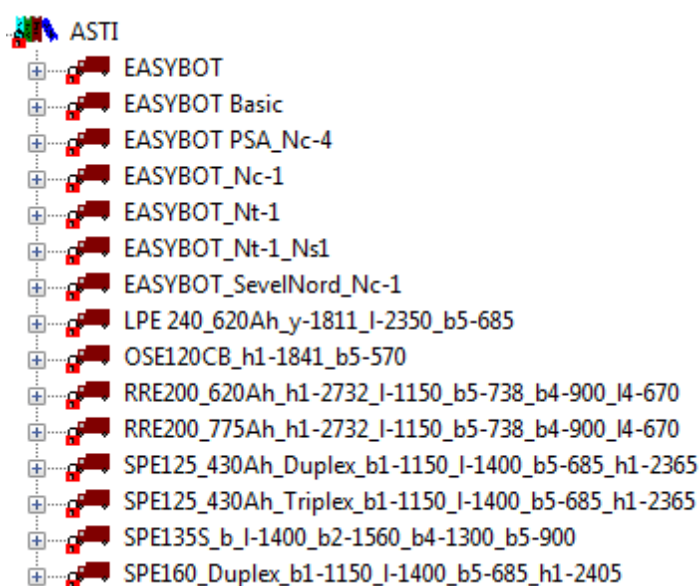 ASTI
EASYBOT
EASYBOT Basic
EASYBOT PSA_Nc-4
EASYBOT_Nc-1
EASYBOT_Nt-1
EASYBOT_Nt-1_Ns1
EASYBOT_SevelNord_Nc-1
LPE 240_620Ah_y-1811_l-2350_b5-685
OSE120CB_h1-1841_b5-570
RRE200_620Ah_h1-2732_l-1150_b5-738_b4-900_l4-670
RRE200_775Ah_h1-2732_l-1150_b5-738_b4-900_l4-670
SPE125_430Ah_Duplex_b1-1150_l-1400_b5-685_h1-2365
SPE125_430Ah_Triplex_b1-1150_l-1400_b5-685_h1-2365
SPE135S_b_l-1400_b2-1560_b4-1300_b5-900
SPE160_Duplex_b1-1150_l-1400_b5-685_h1-2405